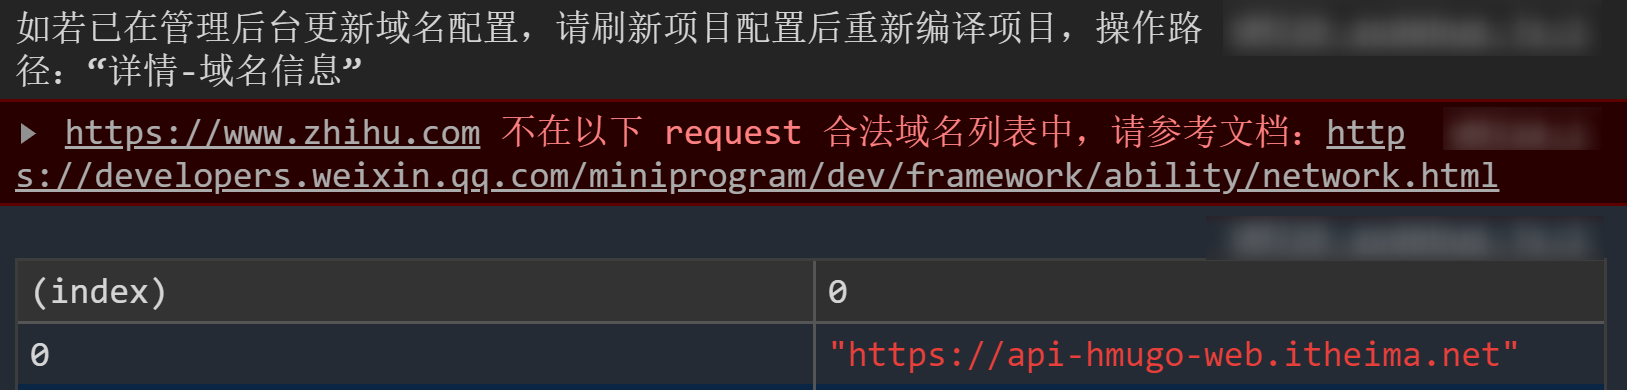 如若已在管理后台更新域名配置，请刷新项目配置后重新编译项目，操作路
径：“详情-域名信息”
https://www.zhihu.com 不在以下 request 合法域名列表中，请参考文档：http
s://developers.weixin.qq.com/miniprogram/dev/framework/ability/network.html
(index) 0
0 "https://api-hmugo-web.itheima.net"